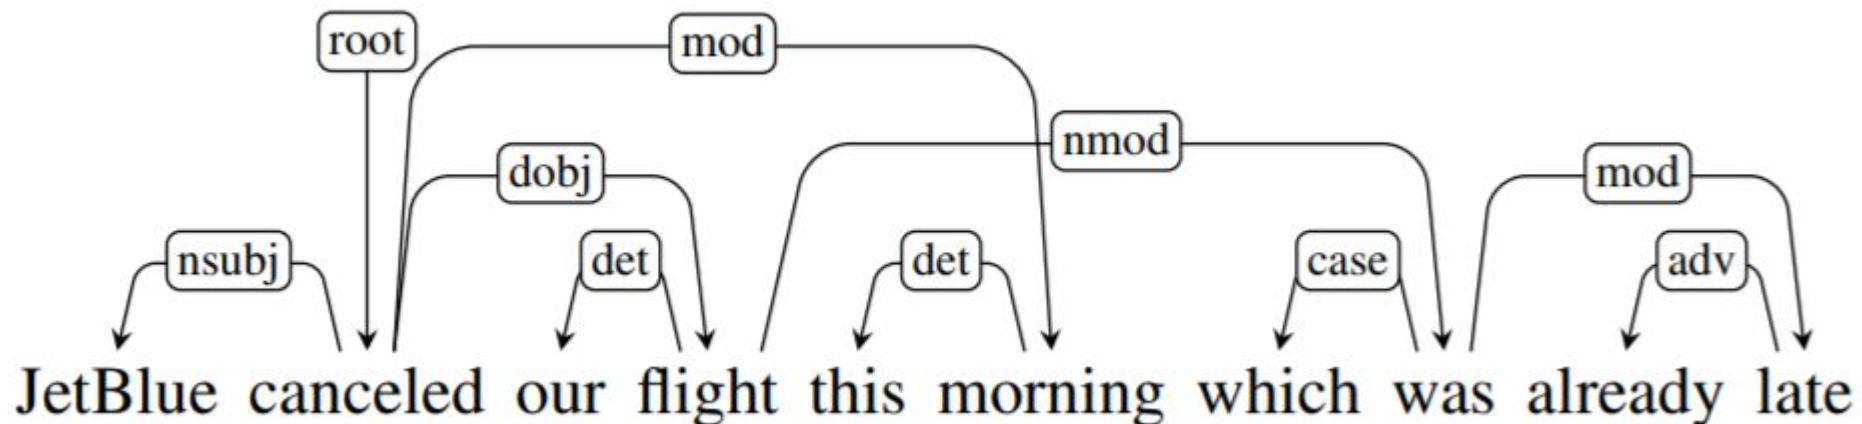 root mod
nmod
dobj mod
nsubj det det case adv
JetBlue canceled our flight this morning which was already late